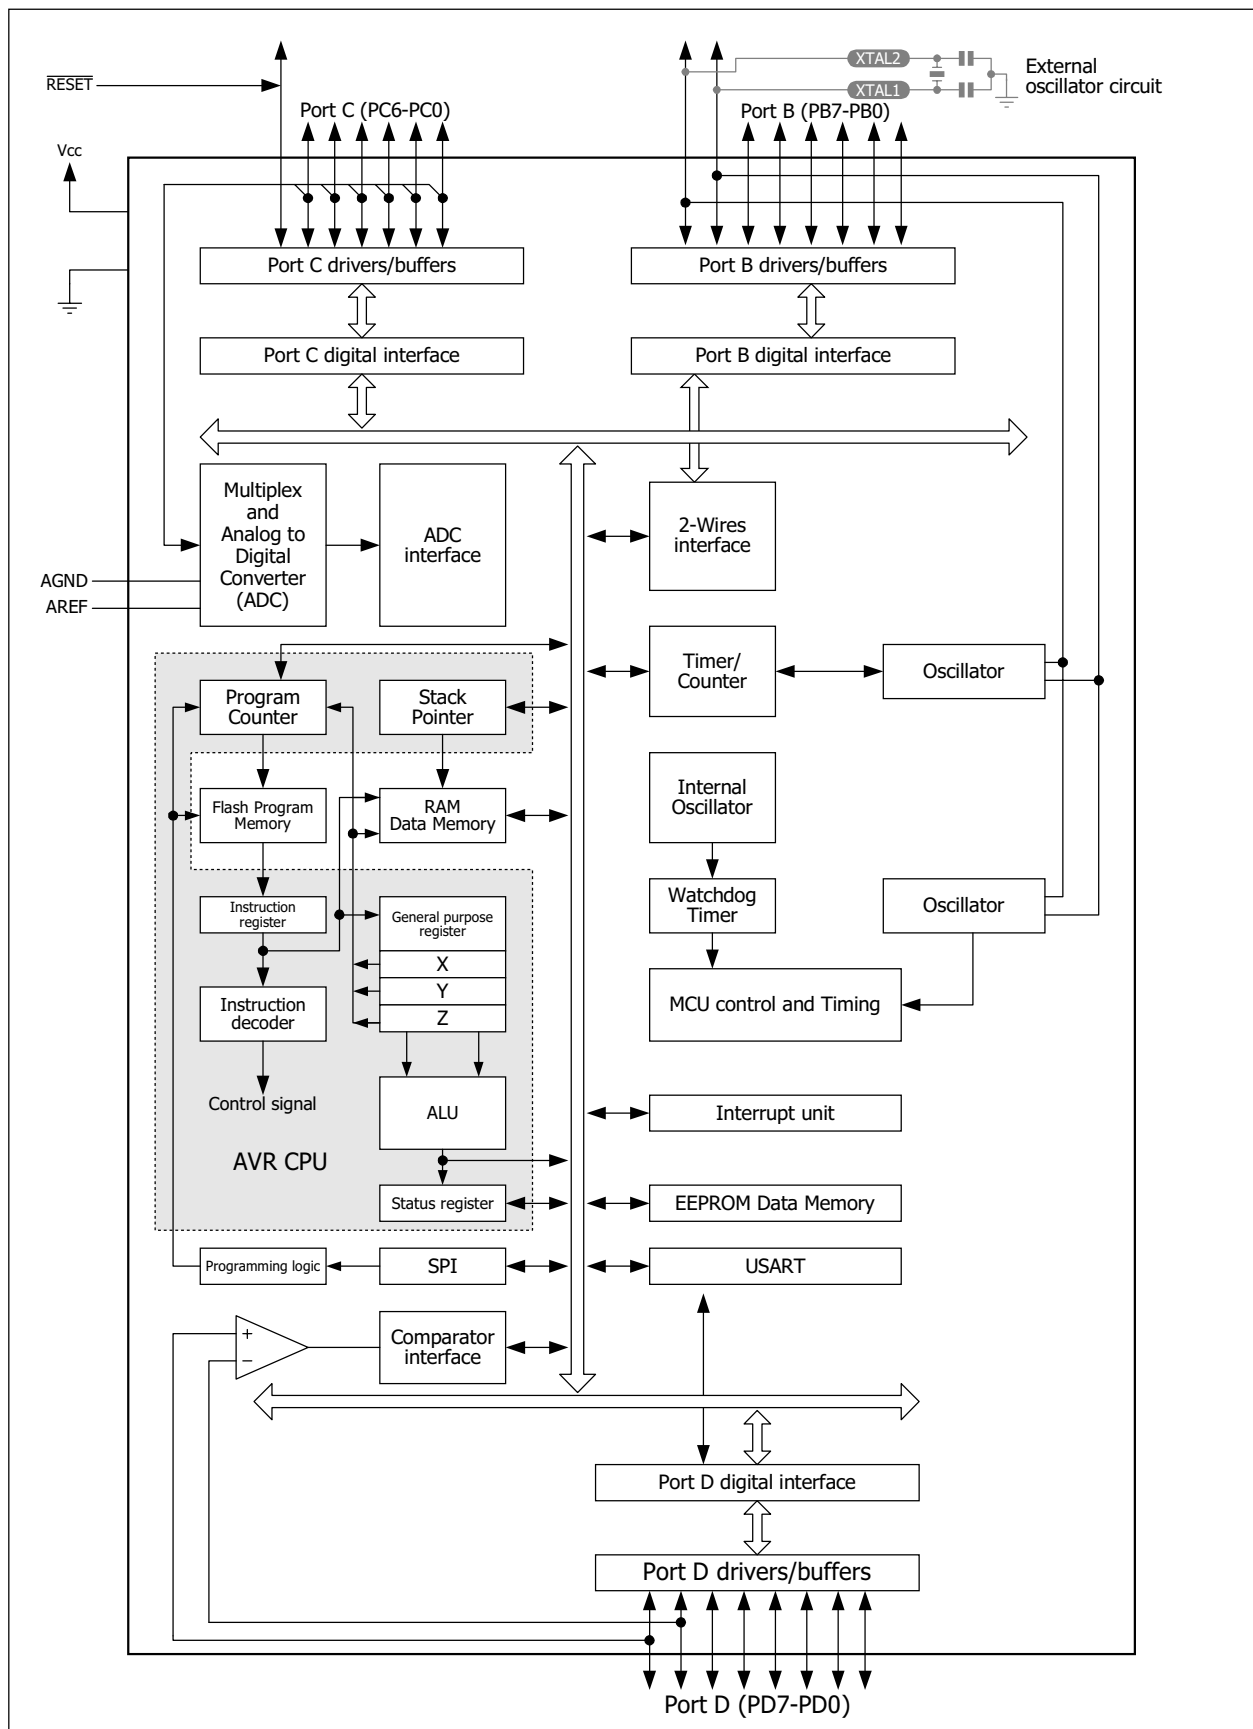 XTAL2
External
oscillator circuit
RESET
XTAL1
Port C (PC6-PC0)
Port B (PB7-PB0)
Vcc
Port C drivers/buffers
Port B drivers/buffers
Port C digital interface
Port B digital interface
Multiplex
and
Analog to
Digital
Converter
(ADC)
ADC
interface
2-Wires
interface
AGND
AREF
Program
Counter
Stack
Pointer
Timer/
Counter
Oscillator
Flash Program
Memory
RAM
Data Memory
Internal
Oscillator
Instruction
register
General purpose
register
X
Y
Z
Watchdog
Timer
Oscillator
Instruction
decoder
MCU control and Timing
Control signal
ALU
Interrupt unit
AVR CPU
Status register
EEPROM Data Memory
Programming logic
SPI
USART
+
−
Comparator
interface
Port D digital interface
Port D drivers/buffers
Port D (PD7-PD0)